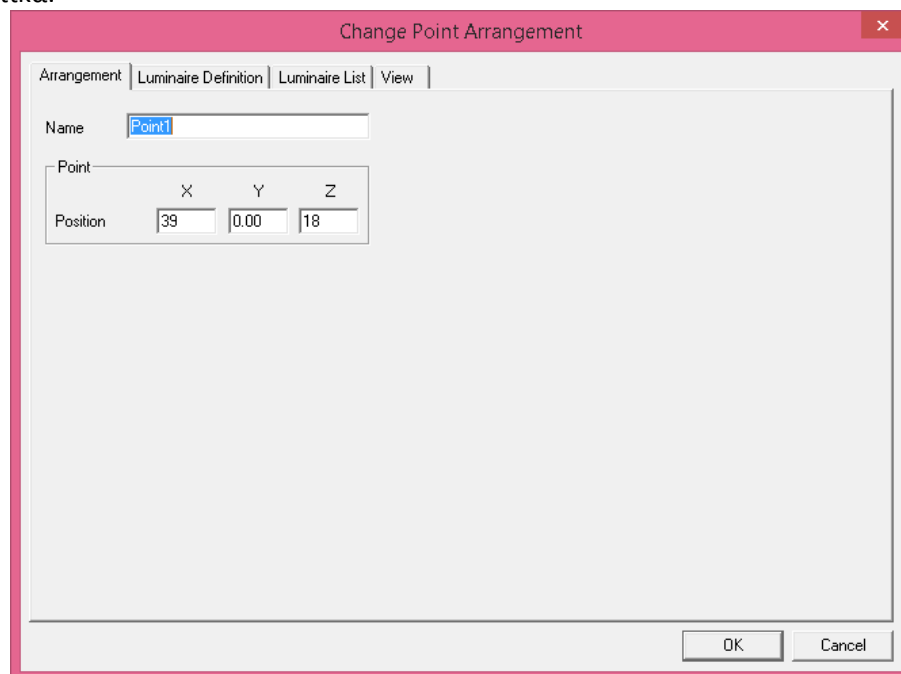 Change Point Arrangement
Arrangement Luminaire Definition Luminaire List View
Name Point1
Point
X Y Z
Position 39 0.00 18
OK Cancel